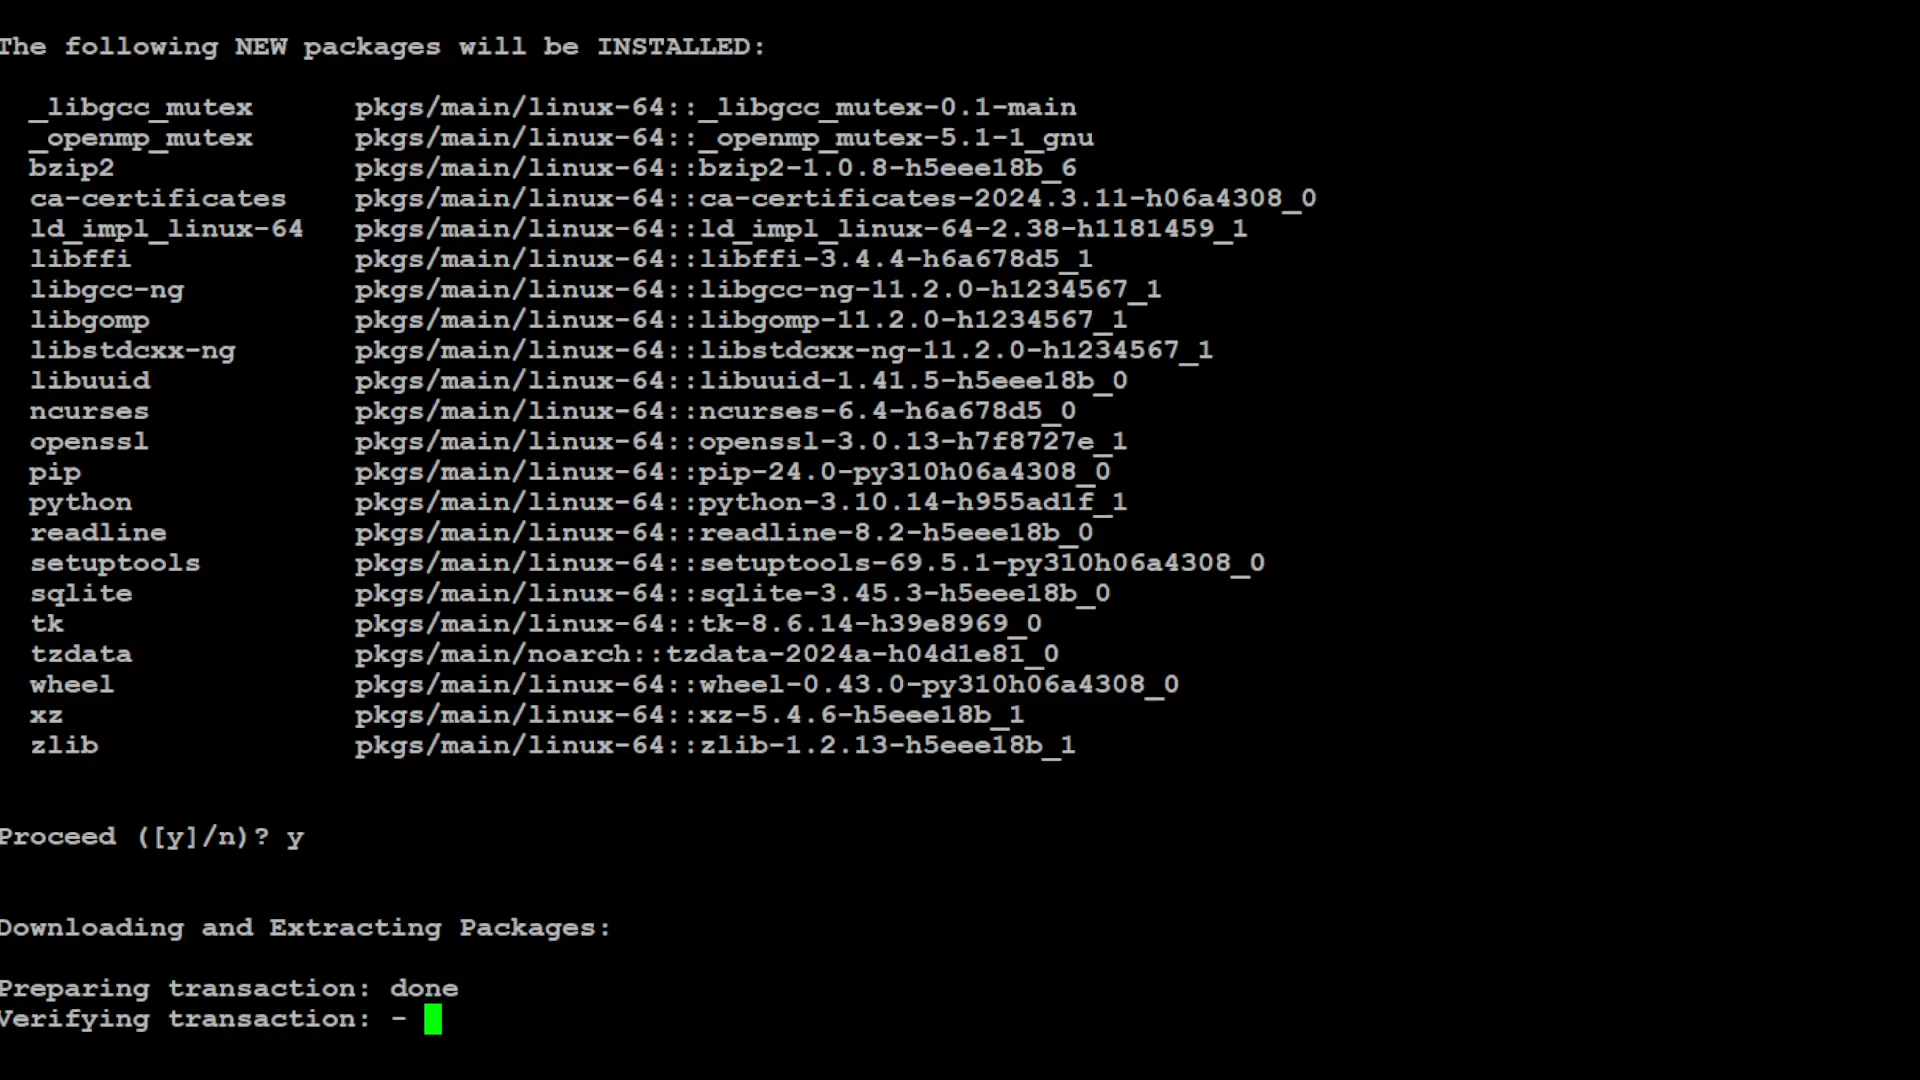 The following NEW packages will be INSTALLED:
_libgcc_mutex pkgs/main/linux-64::_libgcc_mutex-0.1-main
_openmp_mutex pkgs/main/linux-64::_openmp_mutex-5.1-1_gnu
bzip2 pkgs/main/linux-64::bzip2-1.0.8-h5eee18b_6
ca-certificates pkgs/main/linux-64::ca-certificates-2024.3.11-h06a4308_0
ld_impl_linux-64 pkgs/main/linux-64::ld_impl_linux-64-2.38-h1181459_1
libffi pkgs/main/linux-64::libffi-3.4.4-h6a678d5_1
libgcc-ng pkgs/main/linux-64::libgcc-ng-11.2.0-h1234567_1
libgomp pkgs/main/linux-64::libgomp-11.2.0-h1234567_1
libstdcxx-ng pkgs/main/linux-64::libstdcxx-ng-11.2.0-h1234567_1
libuuid pkgs/main/linux-64::libuuid-1.41.5-h5eee18b_0
ncurses pkgs/main/linux-64::ncurses-6.4-h6a678d5_0
openssl pkgs/main/linux-64::openssl-3.0.13-h7f8727e_1
pip pkgs/main/linux-64::pip-24.0-py310h06a4308_0
python pkgs/main/linux-64::python-3.10.14-h955ad1f_1
readline pkgs/main/linux-64::readline-8.2-h5eee18b_0
setuptools pkgs/main/linux-64::setuptools-69.5.1-py310h06a4308_0
sqlite pkgs/main/linux-64::sqlite-3.45.3-h5eee18b_0
tk pkgs/main/linux-64::tk-8.6.14-h39e8969_0
tzdata pkgs/main/noarch::tzdata-2024a-h04d1e81_0
wheel pkgs/main/linux-64::wheel-0.43.0-py310h06a4308_0
xz pkgs/main/linux-64::xz-5.4.6-h5eee18b_1
zlib pkgs/main/linux-64::zlib-1.2.13-h5eee18b_1
Proceed ([y]/n)? y
Downloading and Extracting Packages:
Preparing transaction: done
Verifying transaction: -